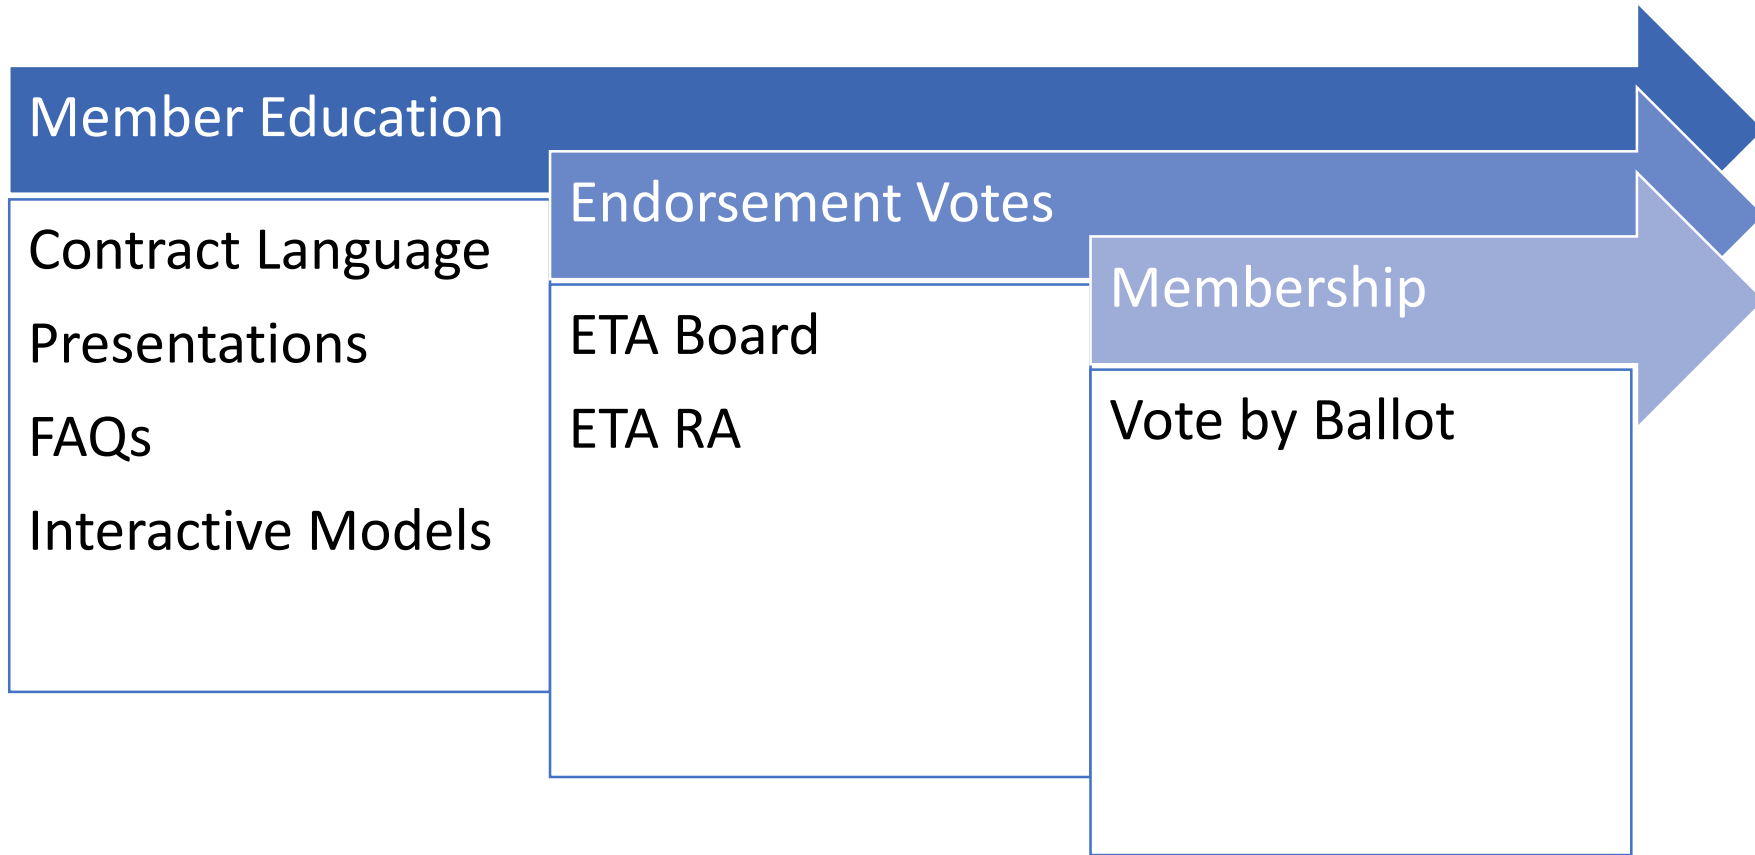 Member Education
Contract Language
Presentations
FAQs
Interactive Models
Endorsement Votes
ETA Board
ETA RA
Membership
Vote by Ballot